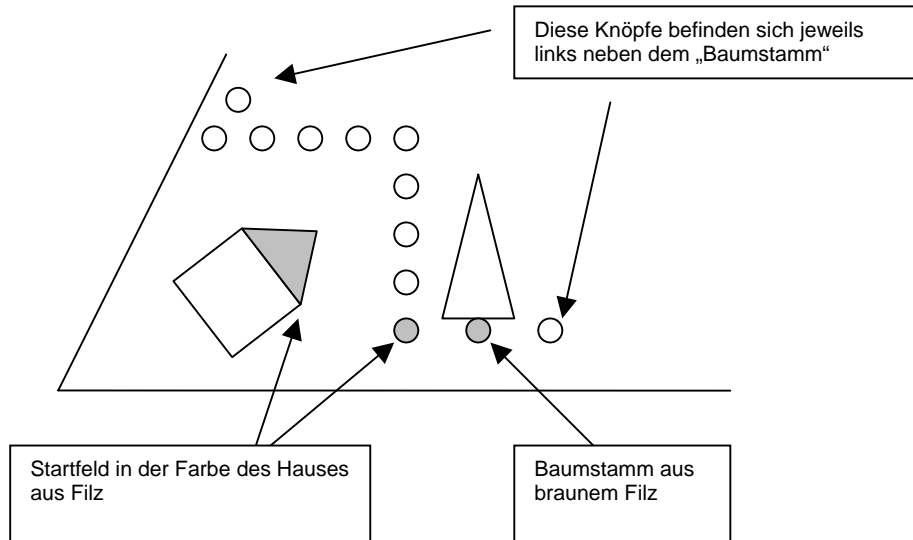 Diese Knöpfe befinden sich jeweils
links neben dem „Baumstamm“
Startfeld in der Farbe des Hauses
aus Filz
Baumstamm aus
braunem Filz